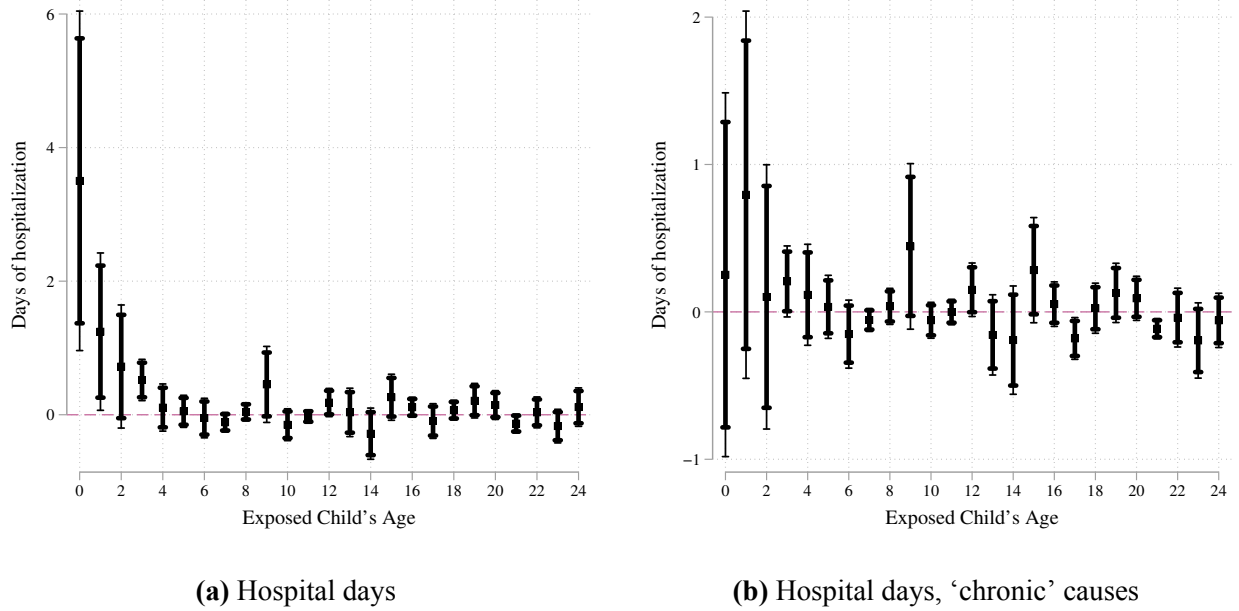 6
4
2
0
Days of hospitalization
0 2 4 6 8 10 12 14 16 18 20 22 24
Exposed Child's Age
(a) Hospital days
2
1
0
−1
Days of hospitalization
0 2 4 6 8 10 12 14 16 18 20 22 24
Exposed Child's Age
(b) Hospital days, ‘chronic’ causes